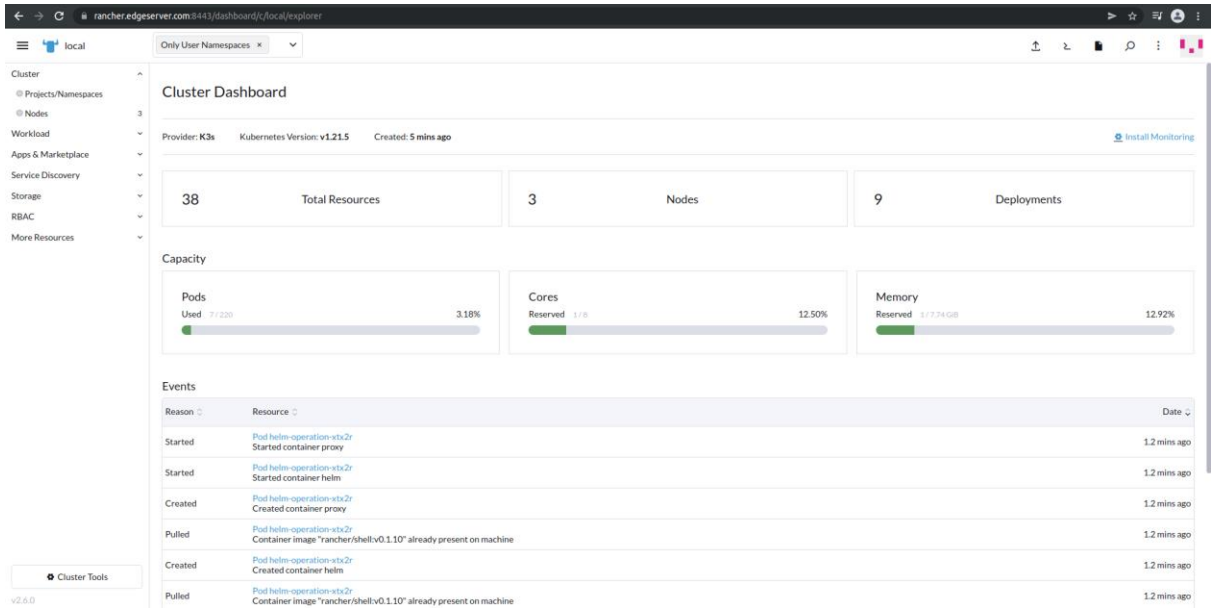 rancher.edgeserver.com:8443/dashboard/c/local/explorer
local
Only User Namespaces ×
Cluster
Projects/Namespaces
Nodes 3
Workload
Apps & Marketplace
Service Discovery
Storage
RBAC
More Resources
Cluster Tools
v2.6.0
Cluster Dashboard
Provider: K3s Kubernetes Version: v1.21.5 Created: 5 mins ago Install Monitoring
38 Total Resources 3 Nodes 9 Deployments
Capacity
Pods
Used 7 / 220 3.18%
Cores
Reserved 1 / 8 12.50%
Memory
Reserved 1 / 7.74 GiB 12.92%
Events
Reason Resource Date
Started Pod helm-operation-xtx2r 1.2 mins ago
Started container proxy
Started Pod helm-operation-xtx2r 1.2 mins ago
Started container helm
Created Pod helm-operation-xtx2r 1.2 mins ago
Created container proxy
Pulled Pod helm-operation-xtx2r 1.2 mins ago
Container image "rancher/shell:v0.1.10" already present on machine
Created Pod helm-operation-xtx2r 1.2 mins ago
Created container helm
Pulled Pod helm-operation-xtx2r 1.2 mins ago
Container image "rancher/shell:v0.1.10" already present on machine